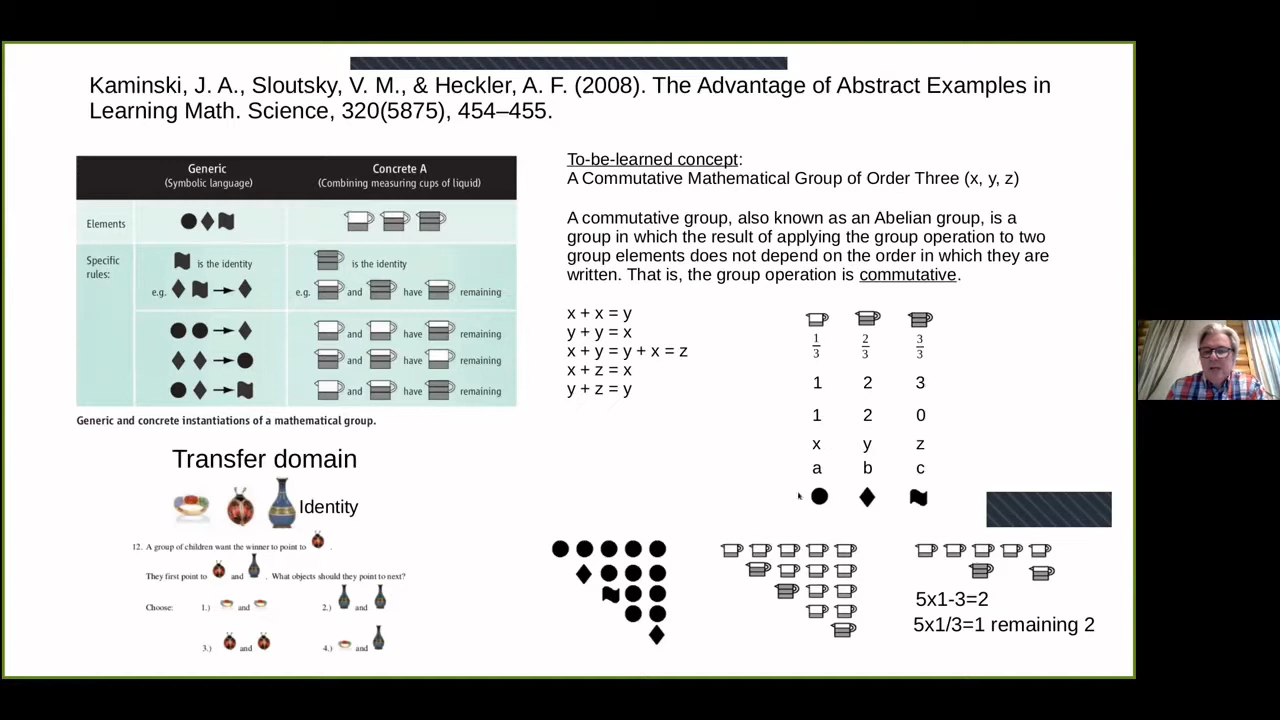 Kaminski, J. A., Sloutsky, V. M., & Heckler, A. F. (2008). The Advantage of Abstract Examples in
Learning Math. Science, 320(5875), 454–455.
Generic
(Symbolic language)
Concrete A
(Combining measuring cups of liquid)
Elements
Specific
rules:
is the identity
is the identity
e.g.
e.g. and have remaining
and have remaining
and have remaining
and have remaining
Generic and concrete instantiations of a mathematical group.
Transfer domain
Identity
12. A group of children want the winner to point to .
They first point to and . What objects should they point to next?
Choose: 1.) and 2.) and
3.) and 4.) and
To-be-learned concept:
A Commutative Mathematical Group of Order Three (x, y, z)
A commutative group, also known as an Abelian group, is a
group in which the result of applying the group operation to two
group elements does not depend on the order in which they are
written. That is, the group operation is commutative.
x + x = y
y + y = x
x + y = y + x = z
x + z = x
y + z = y
1/3 2/3 3/3
1 2 3
1 2 0
x y z
a b c
5x1-3=2
5x1/3=1 remaining 2